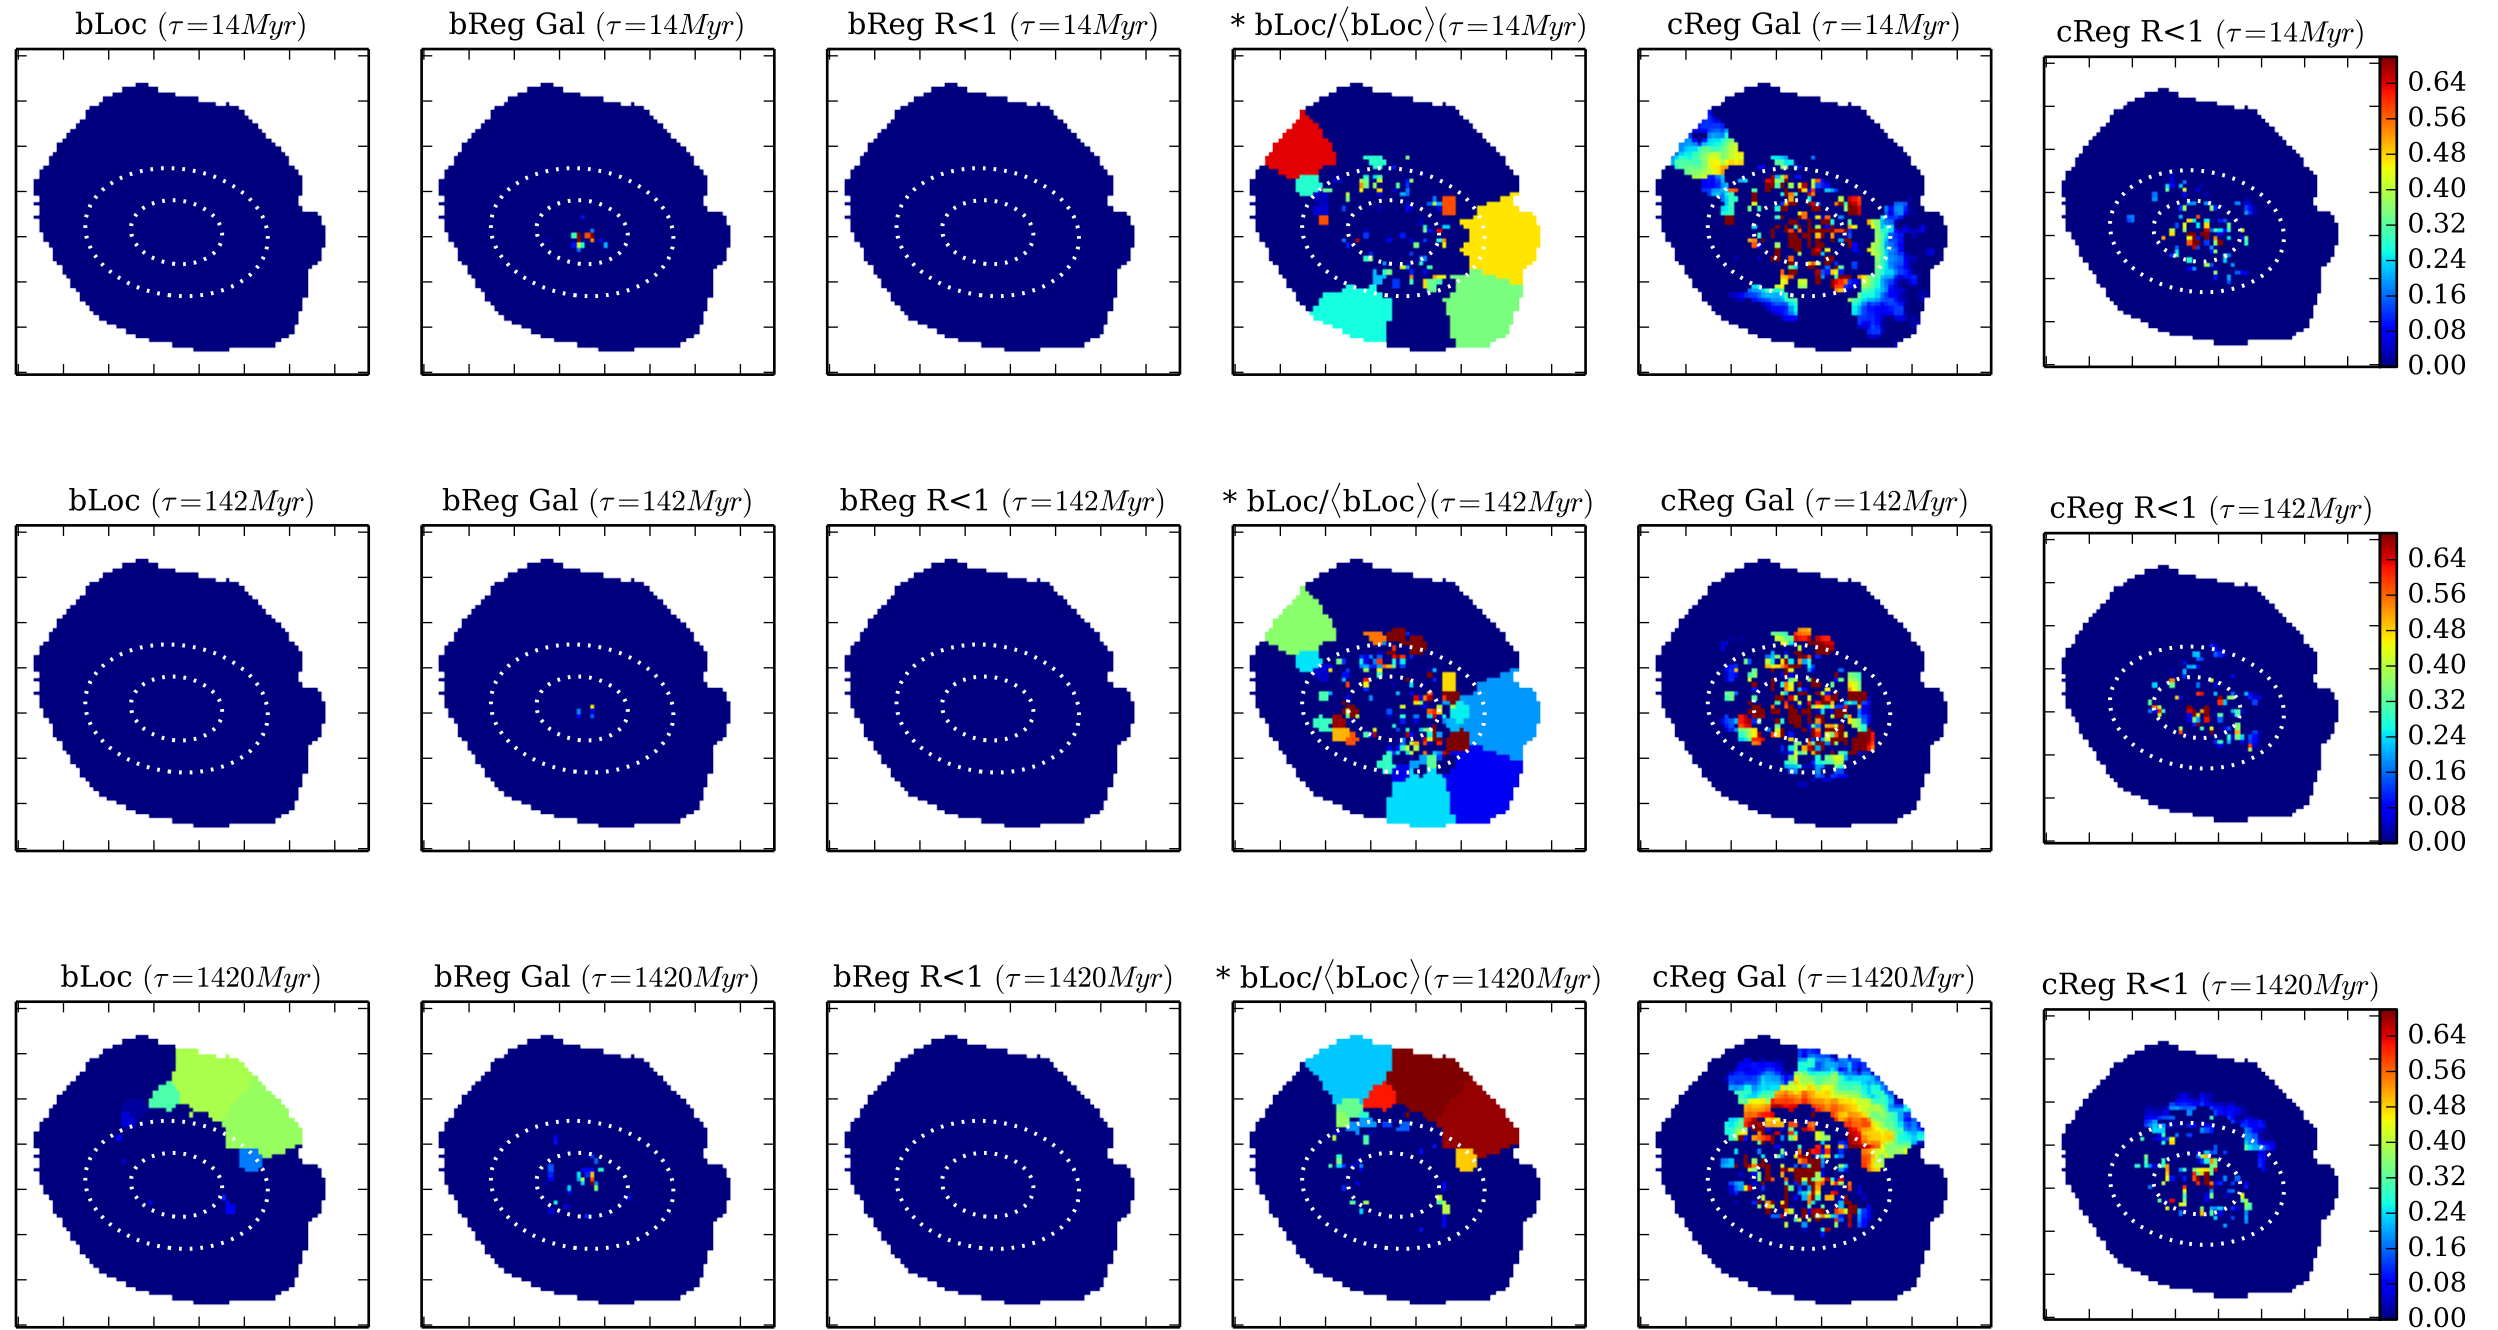 bLoc (τ=14Myr)
bReg Gal (τ=14Myr)
bReg R<1 (τ=14Myr)
* bLoc/⟨bLoc⟩(τ=14Myr)
cReg Gal (τ=14Myr)
cReg R<1 (τ=14Myr)
0.64
0.56
0.48
0.40
0.32
0.24
0.16
0.08
0.00
bLoc (τ=142Myr)
bReg Gal (τ=142Myr)
bReg R<1 (τ=142Myr)
* bLoc/⟨bLoc⟩(τ=142Myr)
cReg Gal (τ=142Myr)
cReg R<1 (τ=142Myr)
0.64
0.56
0.48
0.40
0.32
0.24
0.16
0.08
0.00
bLoc (τ=1420Myr)
bReg Gal (τ=1420Myr)
bReg R<1 (τ=1420Myr)
* bLoc/⟨bLoc⟩(τ=1420Myr)
cReg Gal (τ=1420Myr)
cReg R<1 (τ=1420Myr)
0.64
0.56
0.48
0.40
0.32
0.24
0.16
0.08
0.00